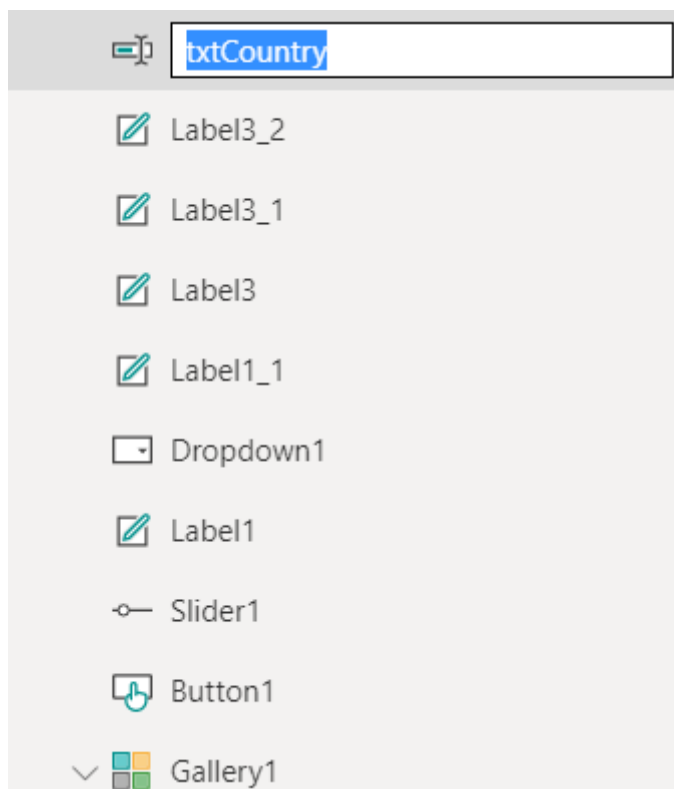 txtCountry
Label3_2
Label3_1
Label3
Label1_1
Dropdown1
Label1
Slider1
Button1
Gallery1